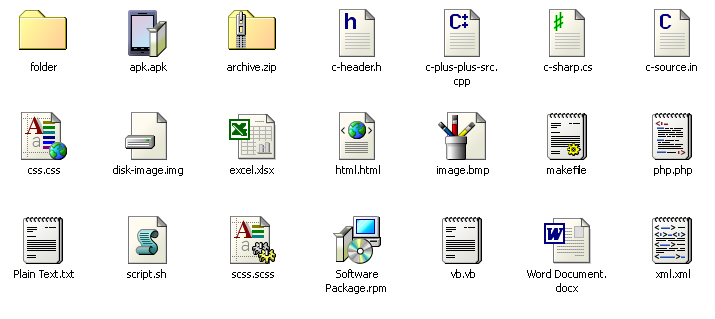 folder
apk.apk
archive.zip
c-header.h
c-plus-plus-src.
cpp
c-sharp.cs
c-source.in
css.css
disk-image.img
excel.xlsx
html.html
image.bmp
makefile
php.php
Plain Text.txt
script.sh
scss.scss
Software
Package.rpm
vb.vb
Word Document.
docx
xml.xml